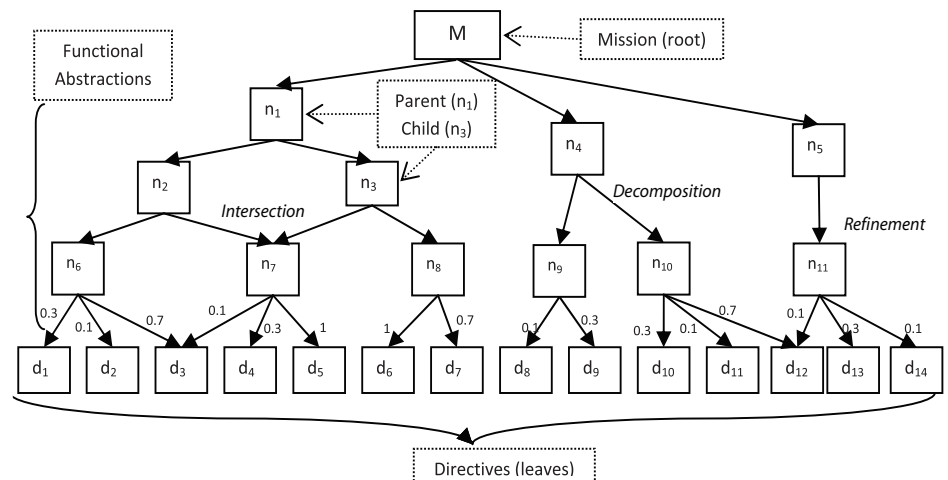 M
Mission (root)
Functional
Abstractions
n₁
Parent (n₁)
Child (n₃)
n₄
n₅
n₂
n₃
Decomposition
Intersection
Refinement
n₆
n₇
n₈
n₉
n₁₀
n₁₁
0.3
0.1
0.7
0.1
0.3
1
1
0.7
0.1
0.3
0.3
0.1
0.7
0.1
0.3
0.1
d₁
d₂
d₃
d₄
d₅
d₆
d₇
d₈
d₉
d₁₀
d₁₁
d₁₂
d₁₃
d₁₄
Directives (leaves)